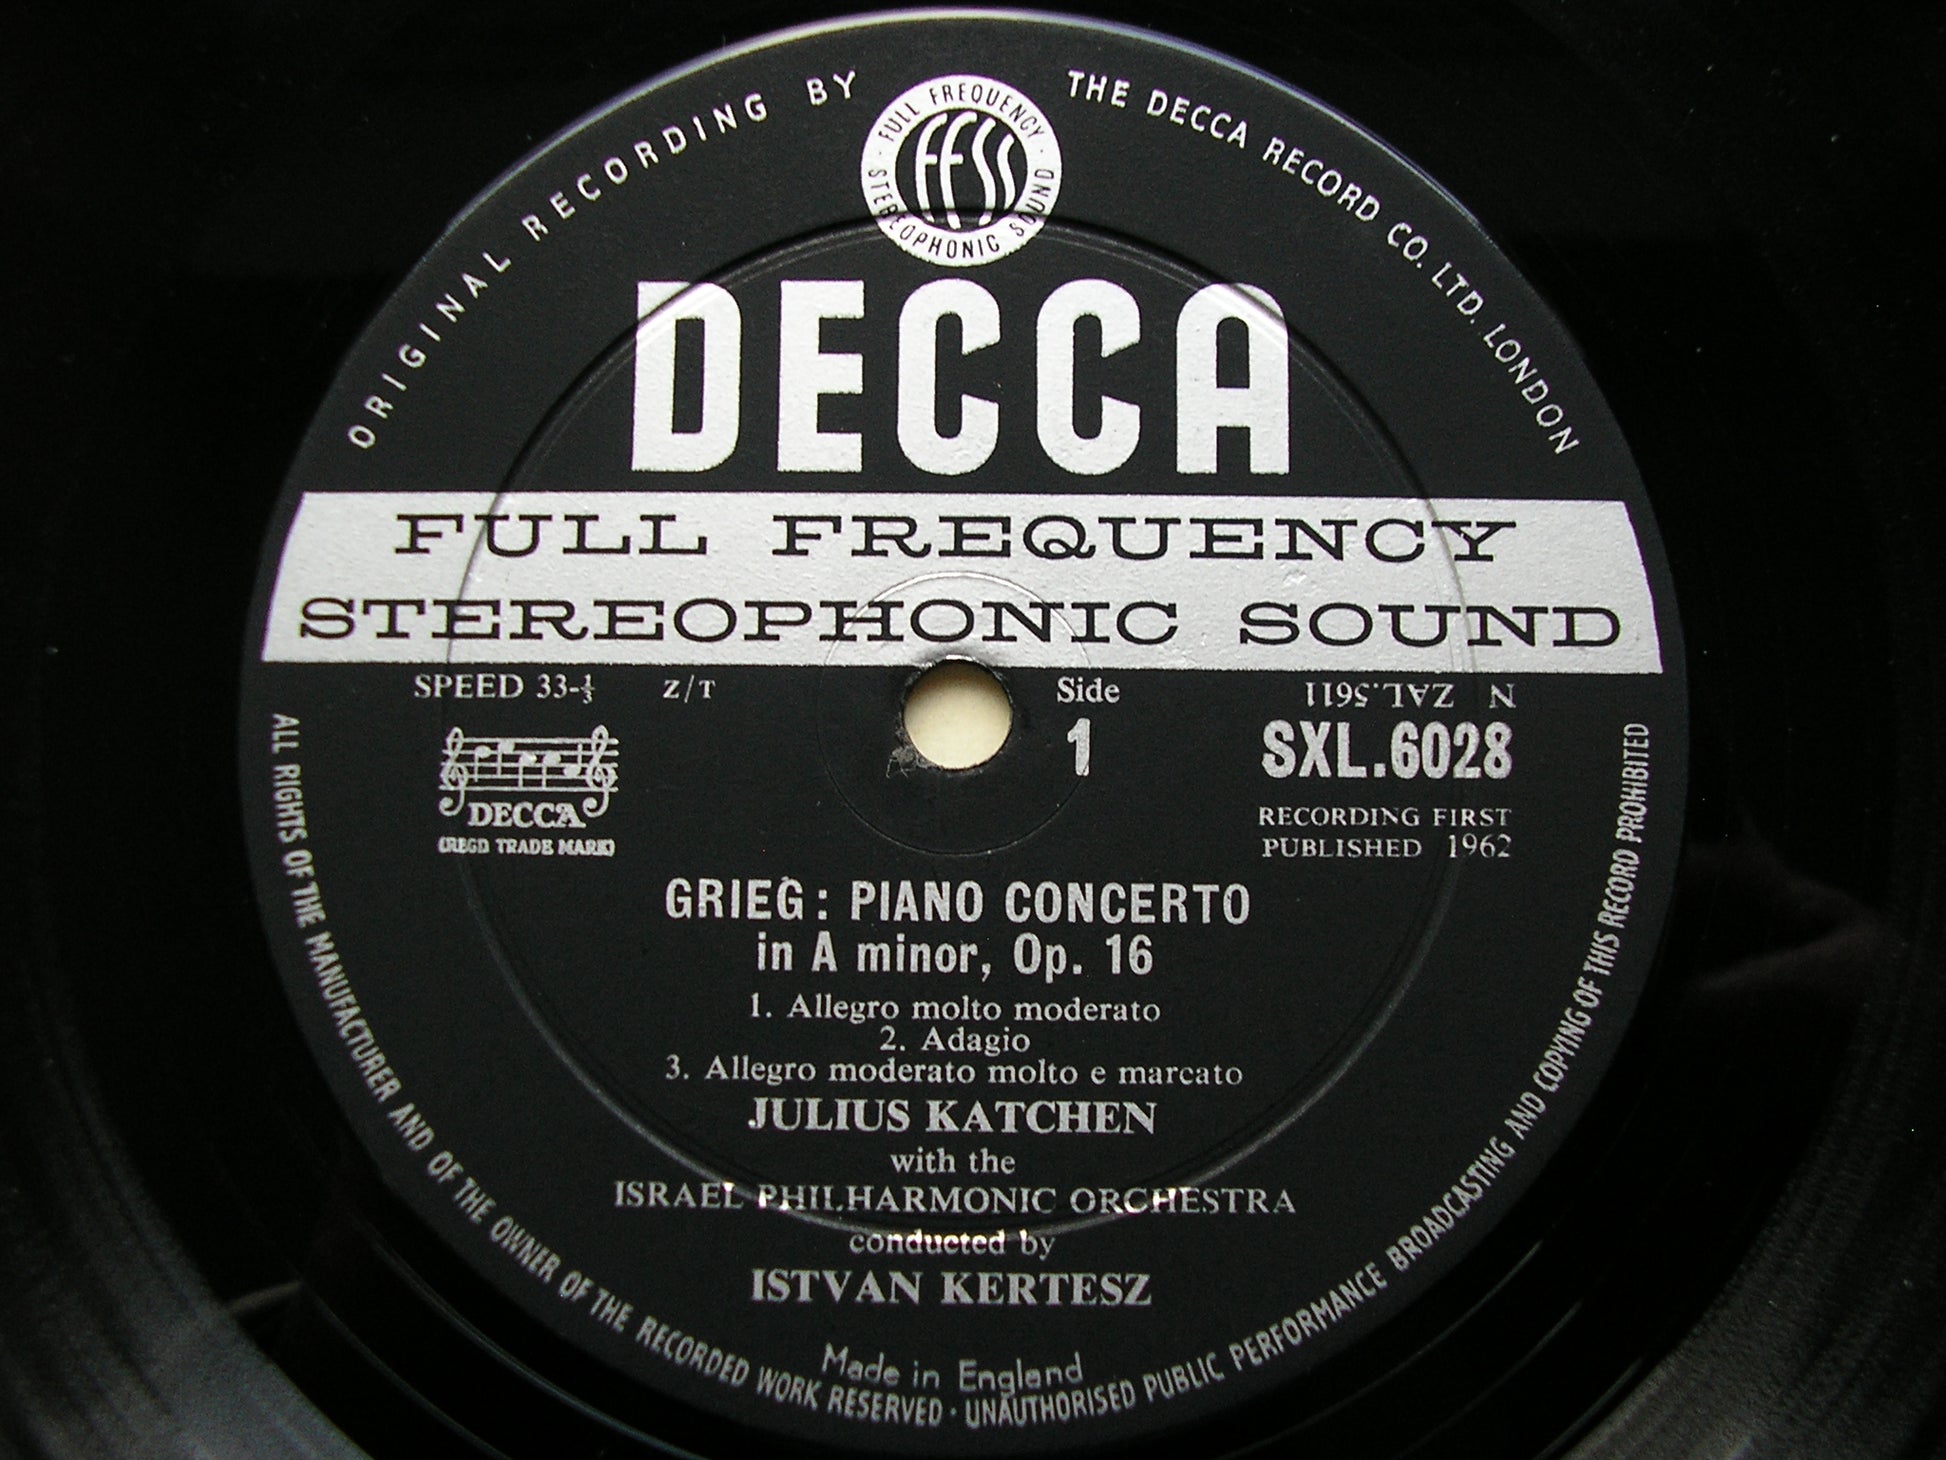 ORIGINAL RECORDING BY THE DECCA RECORD CO. LTD. LONDON
FULL FREQUENCY
FFSS
STEREOPHONIC SOUND
DECCA
FULL FREQUENCY
STEREOPHONIC SOUND
SPEED 33-⅓ Z/T
Side
1
N ZAL.5611
SXL.6028
DECCA
(REGD TRADE MARK)
RECORDING FIRST
PUBLISHED 1962
GRIEG: PIANO CONCERTO
in A minor, Op. 16
1. Allegro molto moderato
2. Adagio
3. Allegro moderato molto e marcato
JULIUS KATCHEN
with the
ISRAEL PHILHARMONIC ORCHESTRA
conducted by
ISTVAN KERTESZ
Made in England
ALL RIGHTS OF THE MANUFACTURER AND OF THE OWNER OF THE RECORDED WORK RESERVED · UNAUTHORISED PUBLIC PERFORMANCE BROADCASTING AND COPYING OF THIS RECORD PROHIBITED